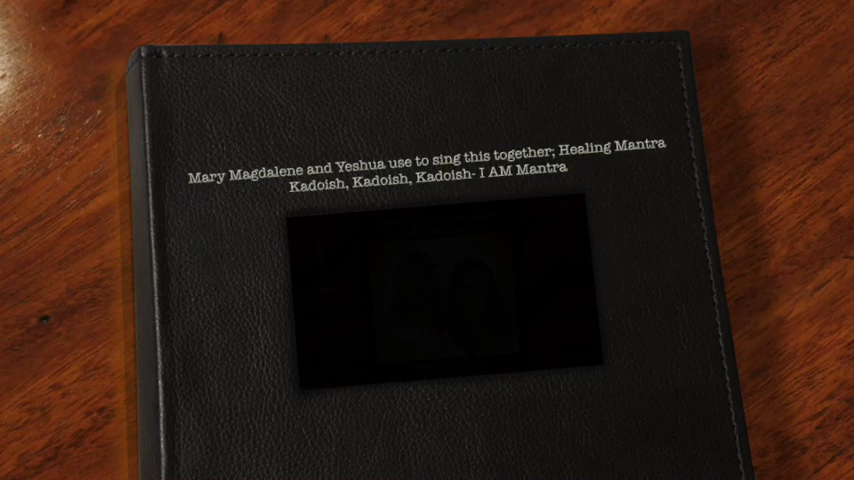 Mary Magdalene and Yeshua use to sing this together; Healing Mantra
Kadoish, Kadoish, Kadoish- I AM Mantra